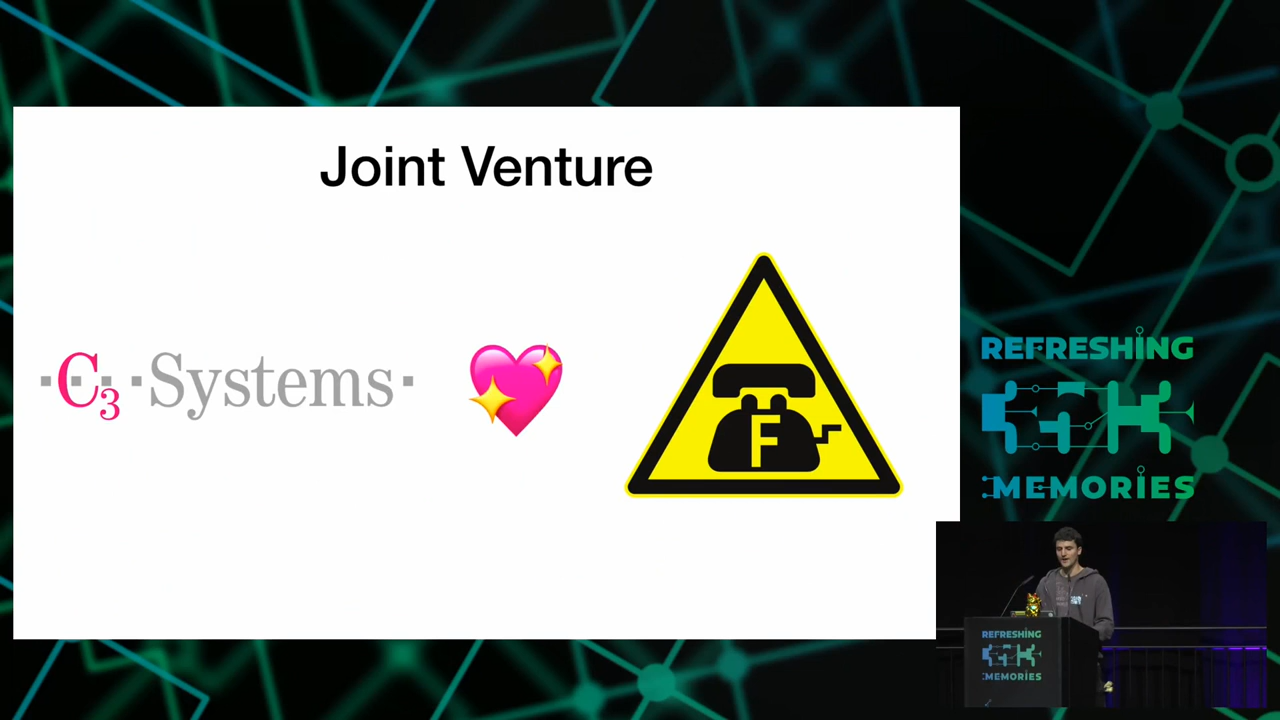 Joint Venture
·C3·Systems·
F
REFRESHING
MEMORIES
REFRESHING
MEMORIES